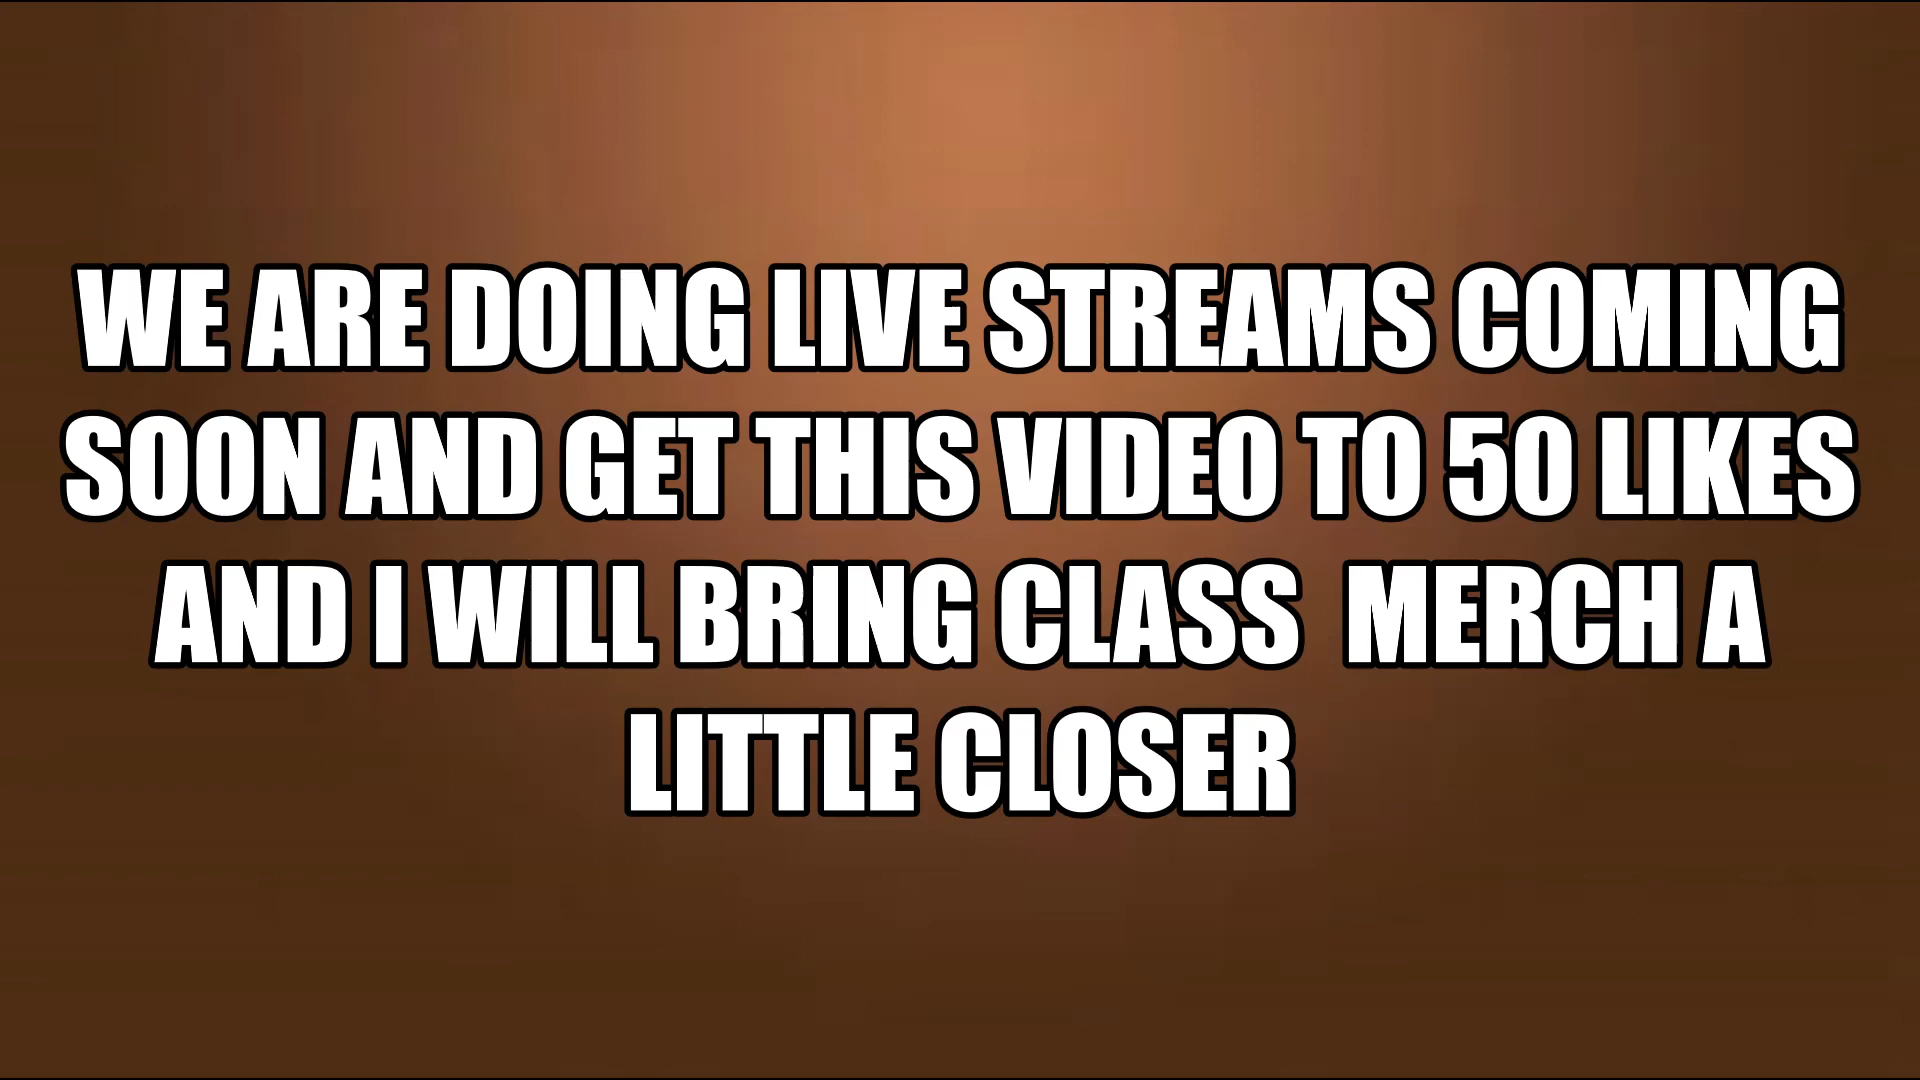 WE ARE DOING LIVE STREAMS COMING
SOON AND GET THIS VIDEO TO 50 LIKES
AND I WILL BRING CLASS  MERCH A
LITTLE CLOSER